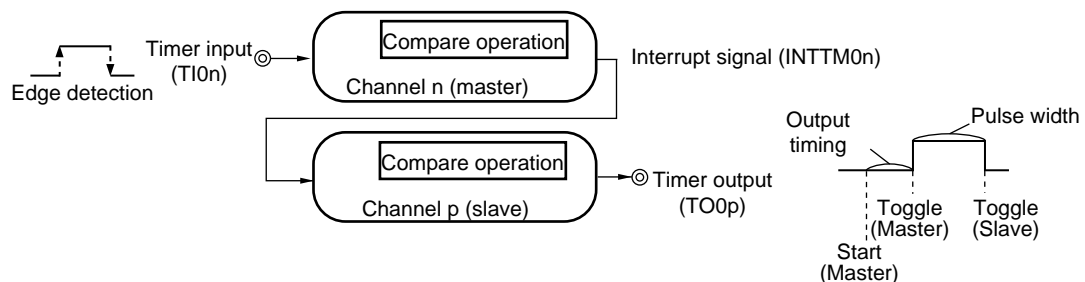 Compare operation
Timer input
(TI0n)
Edge detection
Channel n (master)
Interrupt signal (INTTM0n)
Compare operation
Channel p (slave)
Timer output
(TO0p)
Output
timing
Pulse width
Toggle
(Master)
Toggle
(Slave)
Start
(Master)